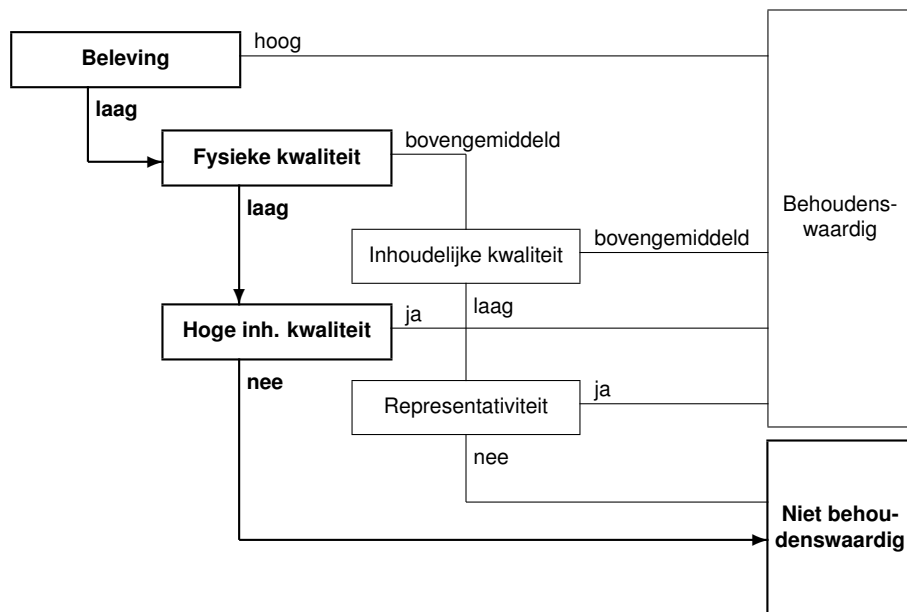 hoog
Beleving
laag
bovengemiddeld
Fysieke kwaliteit
laag
Behoudens-
waardig
bovengemiddeld
Inhoudelijke kwaliteit
laag
ja
Hoge inh. kwaliteit
nee
ja
Representativiteit
nee
Niet behou-
denswaardig